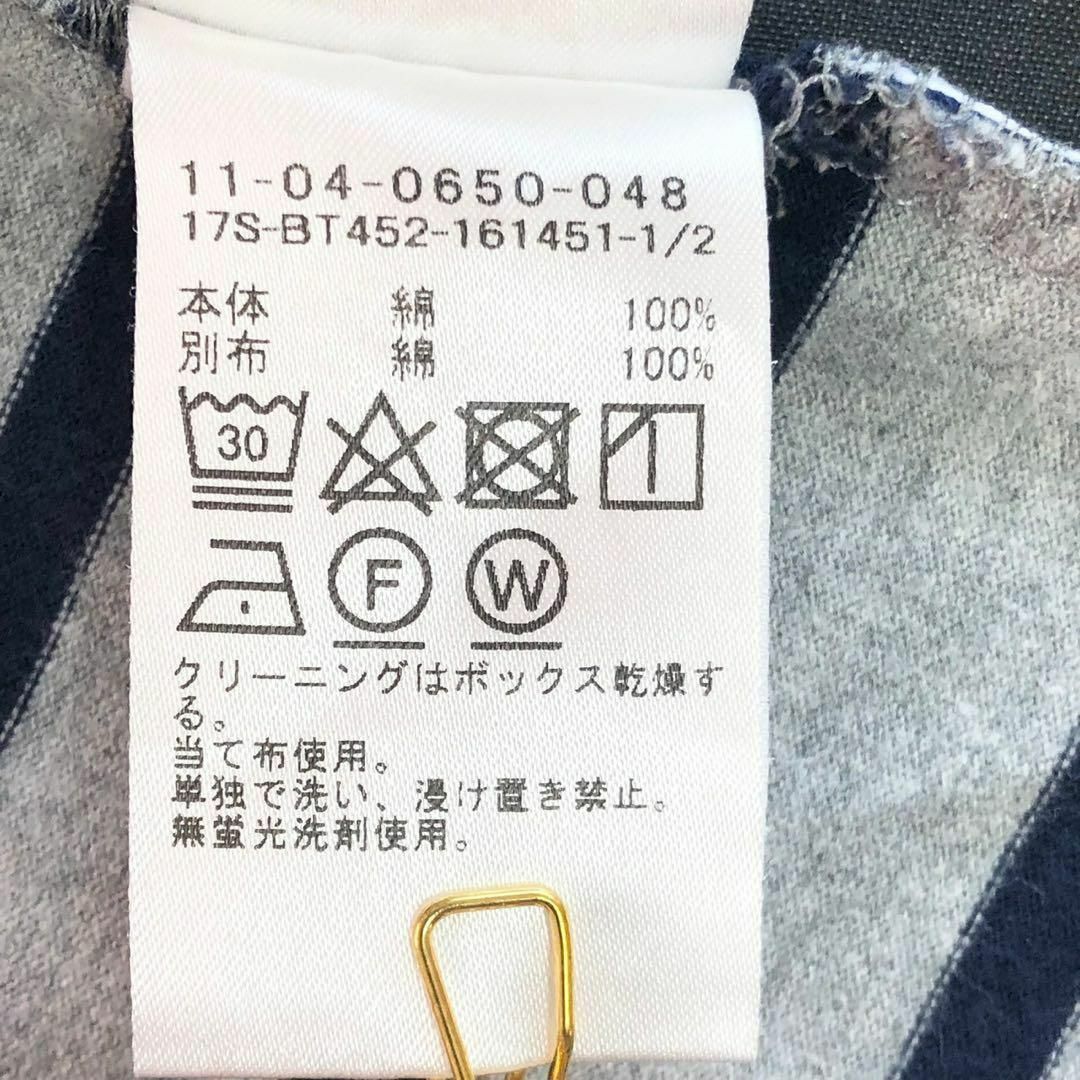 11-04-0650-048
17S-BT452-161451-1/2
本体 綿 100%
別布 綿 100%
30
F W
クリーニングはボックス乾燥す
る。
当て布使用。
単独で洗い、浸け置き禁止。
無蛍光洗剤使用。